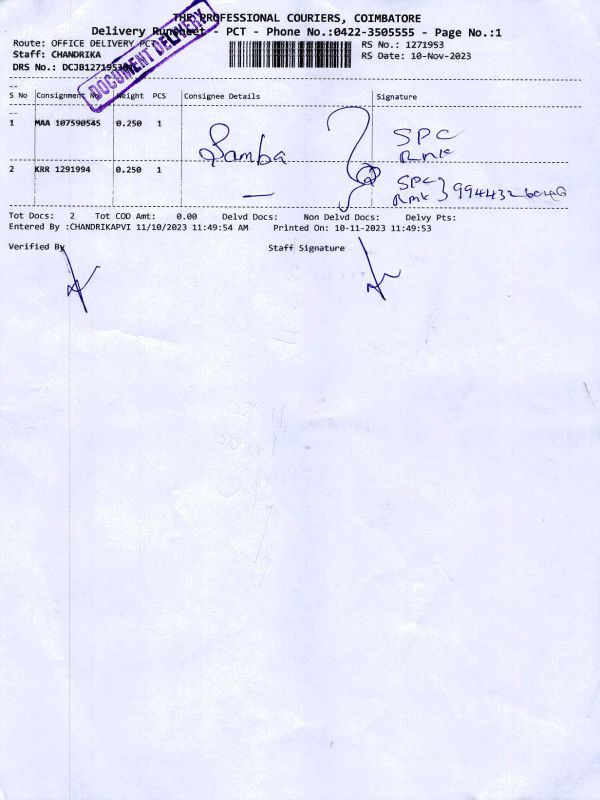 THE PROFESSIONAL COURIERS, COIMBATORE
Delivery Runsheet - PCT - Phone No.:0422-3505555 - Page No.:1
Route: OFFICE DELIVERY PCT
RS No.: 1271953
Staff: CHANDRIKA
RS Date: 10-Nov-2023
DRS No.: DCJB1271953
DOCUMENT DELIVERY
S No Consignment No Weight PCS Consignee Details Signature
1 MAA 107590545 0.250 1
Samba
SPC
Rmk
2 KRR 1291994 0.250 1
SPC
Rmk
Tot Docs: 2 Tot COD Amt: 0.00 Delvd Docs: Non Delvd Docs: Delvy Pts:
Entered By :CHANDRIKAPVI 11/10/2023 11:49:54 AM Printed On: 10-11-2023 11:49:53
Verified By Staff Signature